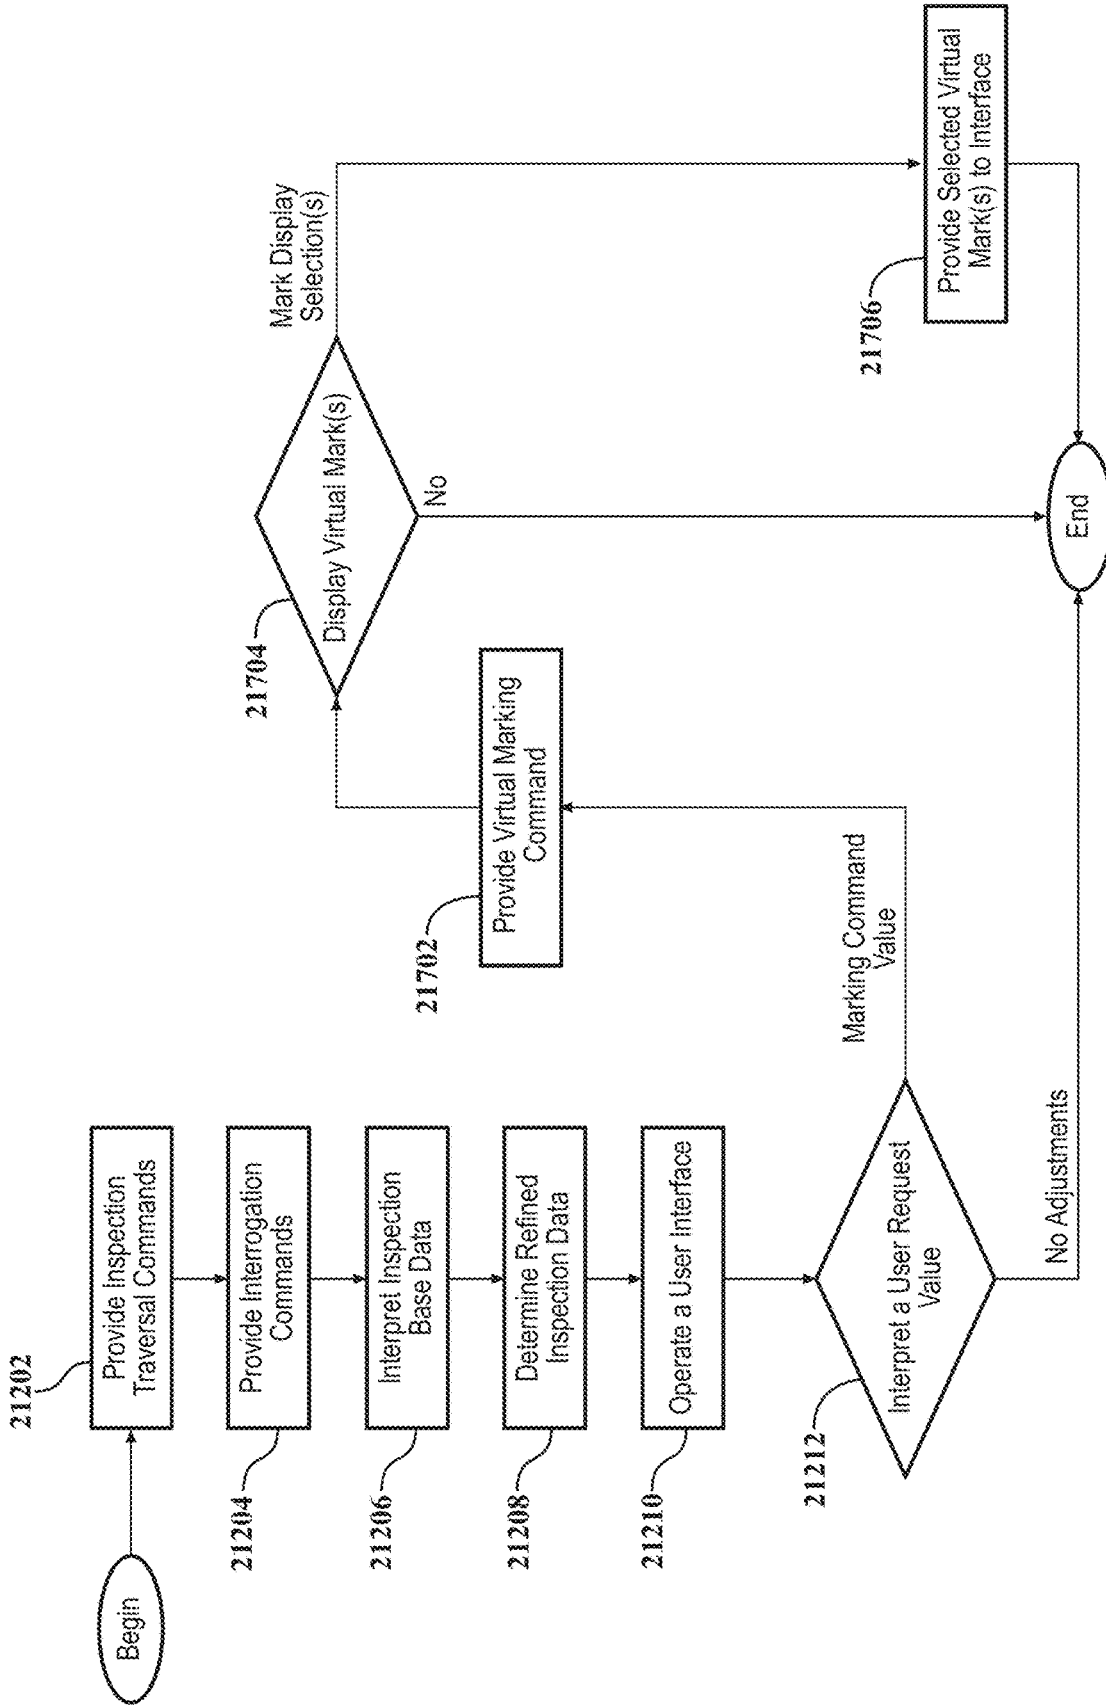 Begin
21202
Provide Inspection
Traversal Commands
21204
Provide Interrogation
Commands
21206
Interpret Inspection
Base Data
21208
Determine Refined
Inspection Data
21210
Operate a User Interface
21212
Interpret a User Request
Value
Marking Command
Value
No Adjustments
21702
Provide Virtual Marking
Command
21704
Display Virtual Mark(s)
Mark Display
Selection(s)
No
21706
Provide Selected Virtual
Mark(s) to Interface
End